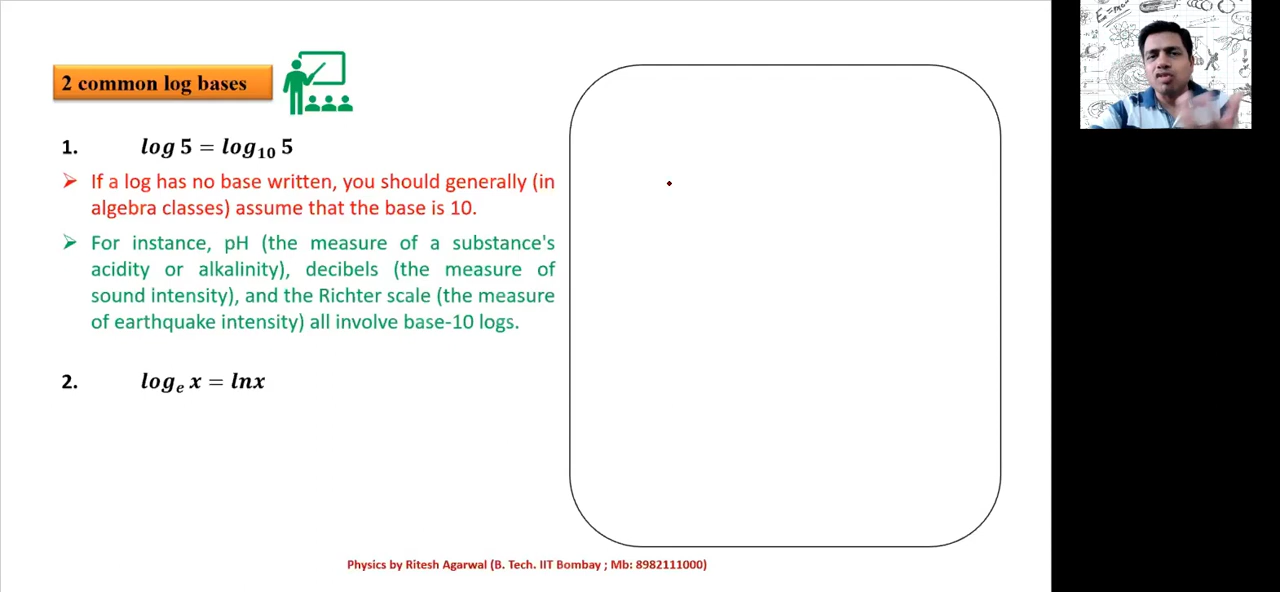 2 common log bases
1. log 5 = log₁₀ 5
➢ If a log has no base written, you should generally (in
algebra classes) assume that the base is 10.
➢ For instance, pH (the measure of a substance's
acidity or alkalinity), decibels (the measure of
sound intensity), and the Richter scale (the measure
of earthquake intensity) all involve base-10 logs.
2. logₑ x = lnx
Physics by Ritesh Agarwal (B. Tech. IIT Bombay ; Mb: 8982111000)